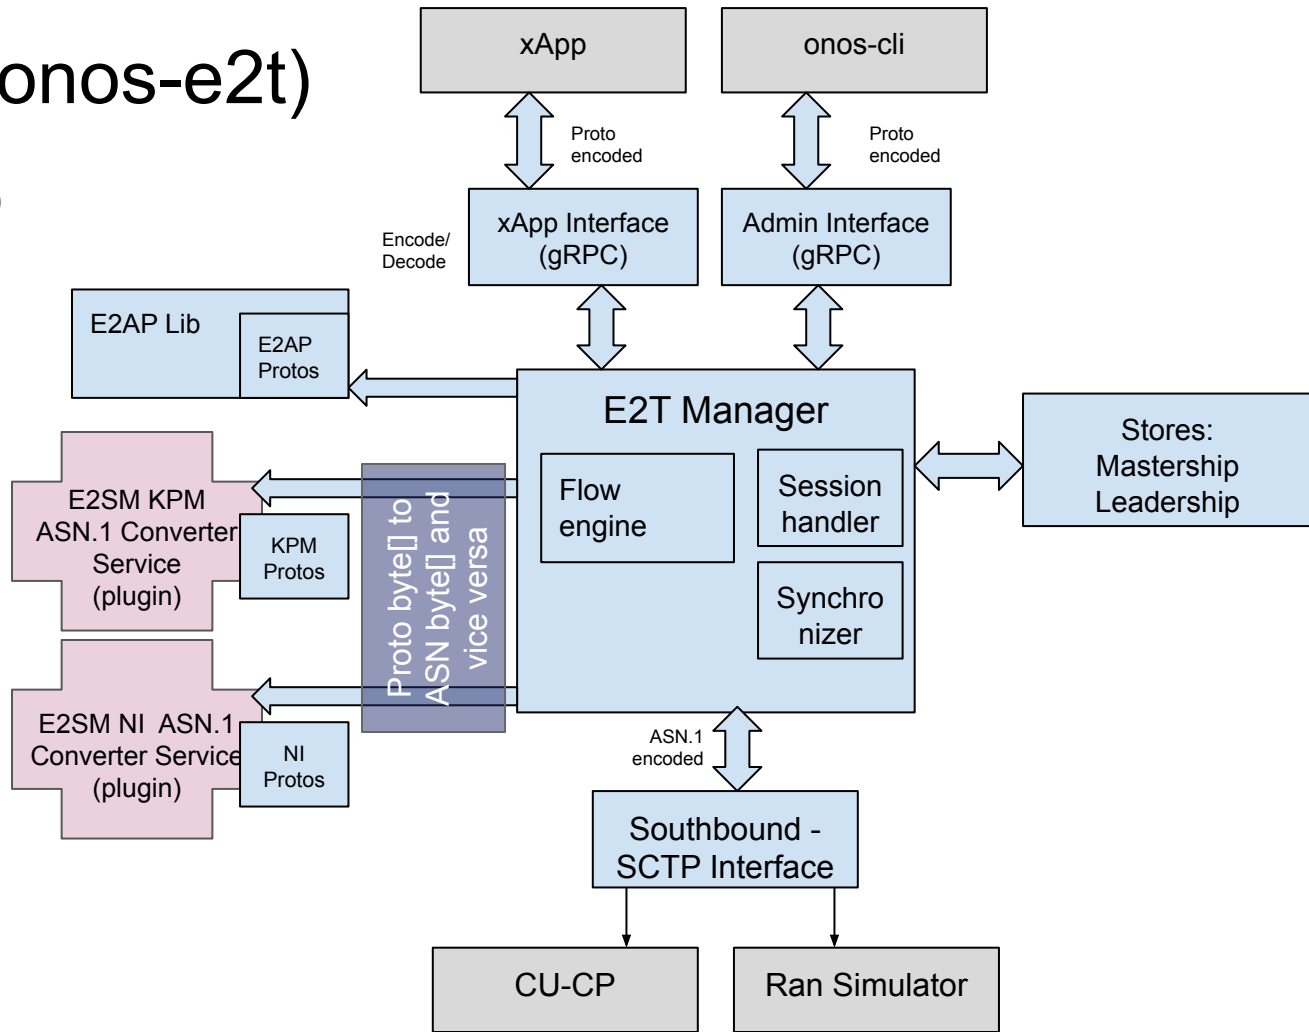 onos-e2t)
)
xApp
onos-cli
Proto
encoded
Proto
encoded
xApp Interface
(gRPC)
Admin Interface
(gRPC)
Encode/
Decode
E2AP Lib
E2AP
Protos
E2T Manager
Flow
engine
Session
handler
Synchro
nizer
Stores:
Mastership
Leadership
E2SM KPM
ASN.1 Converter
Service
(plugin)
KPM
Protos
Proto byte[] to
ASN byte[] and
vice versa
E2SM NI  ASN.1
Converter Service
(plugin)
NI
Protos
ASN.1
encoded
Southbound -
SCTP Interface
CU-CP
Ran Simulator